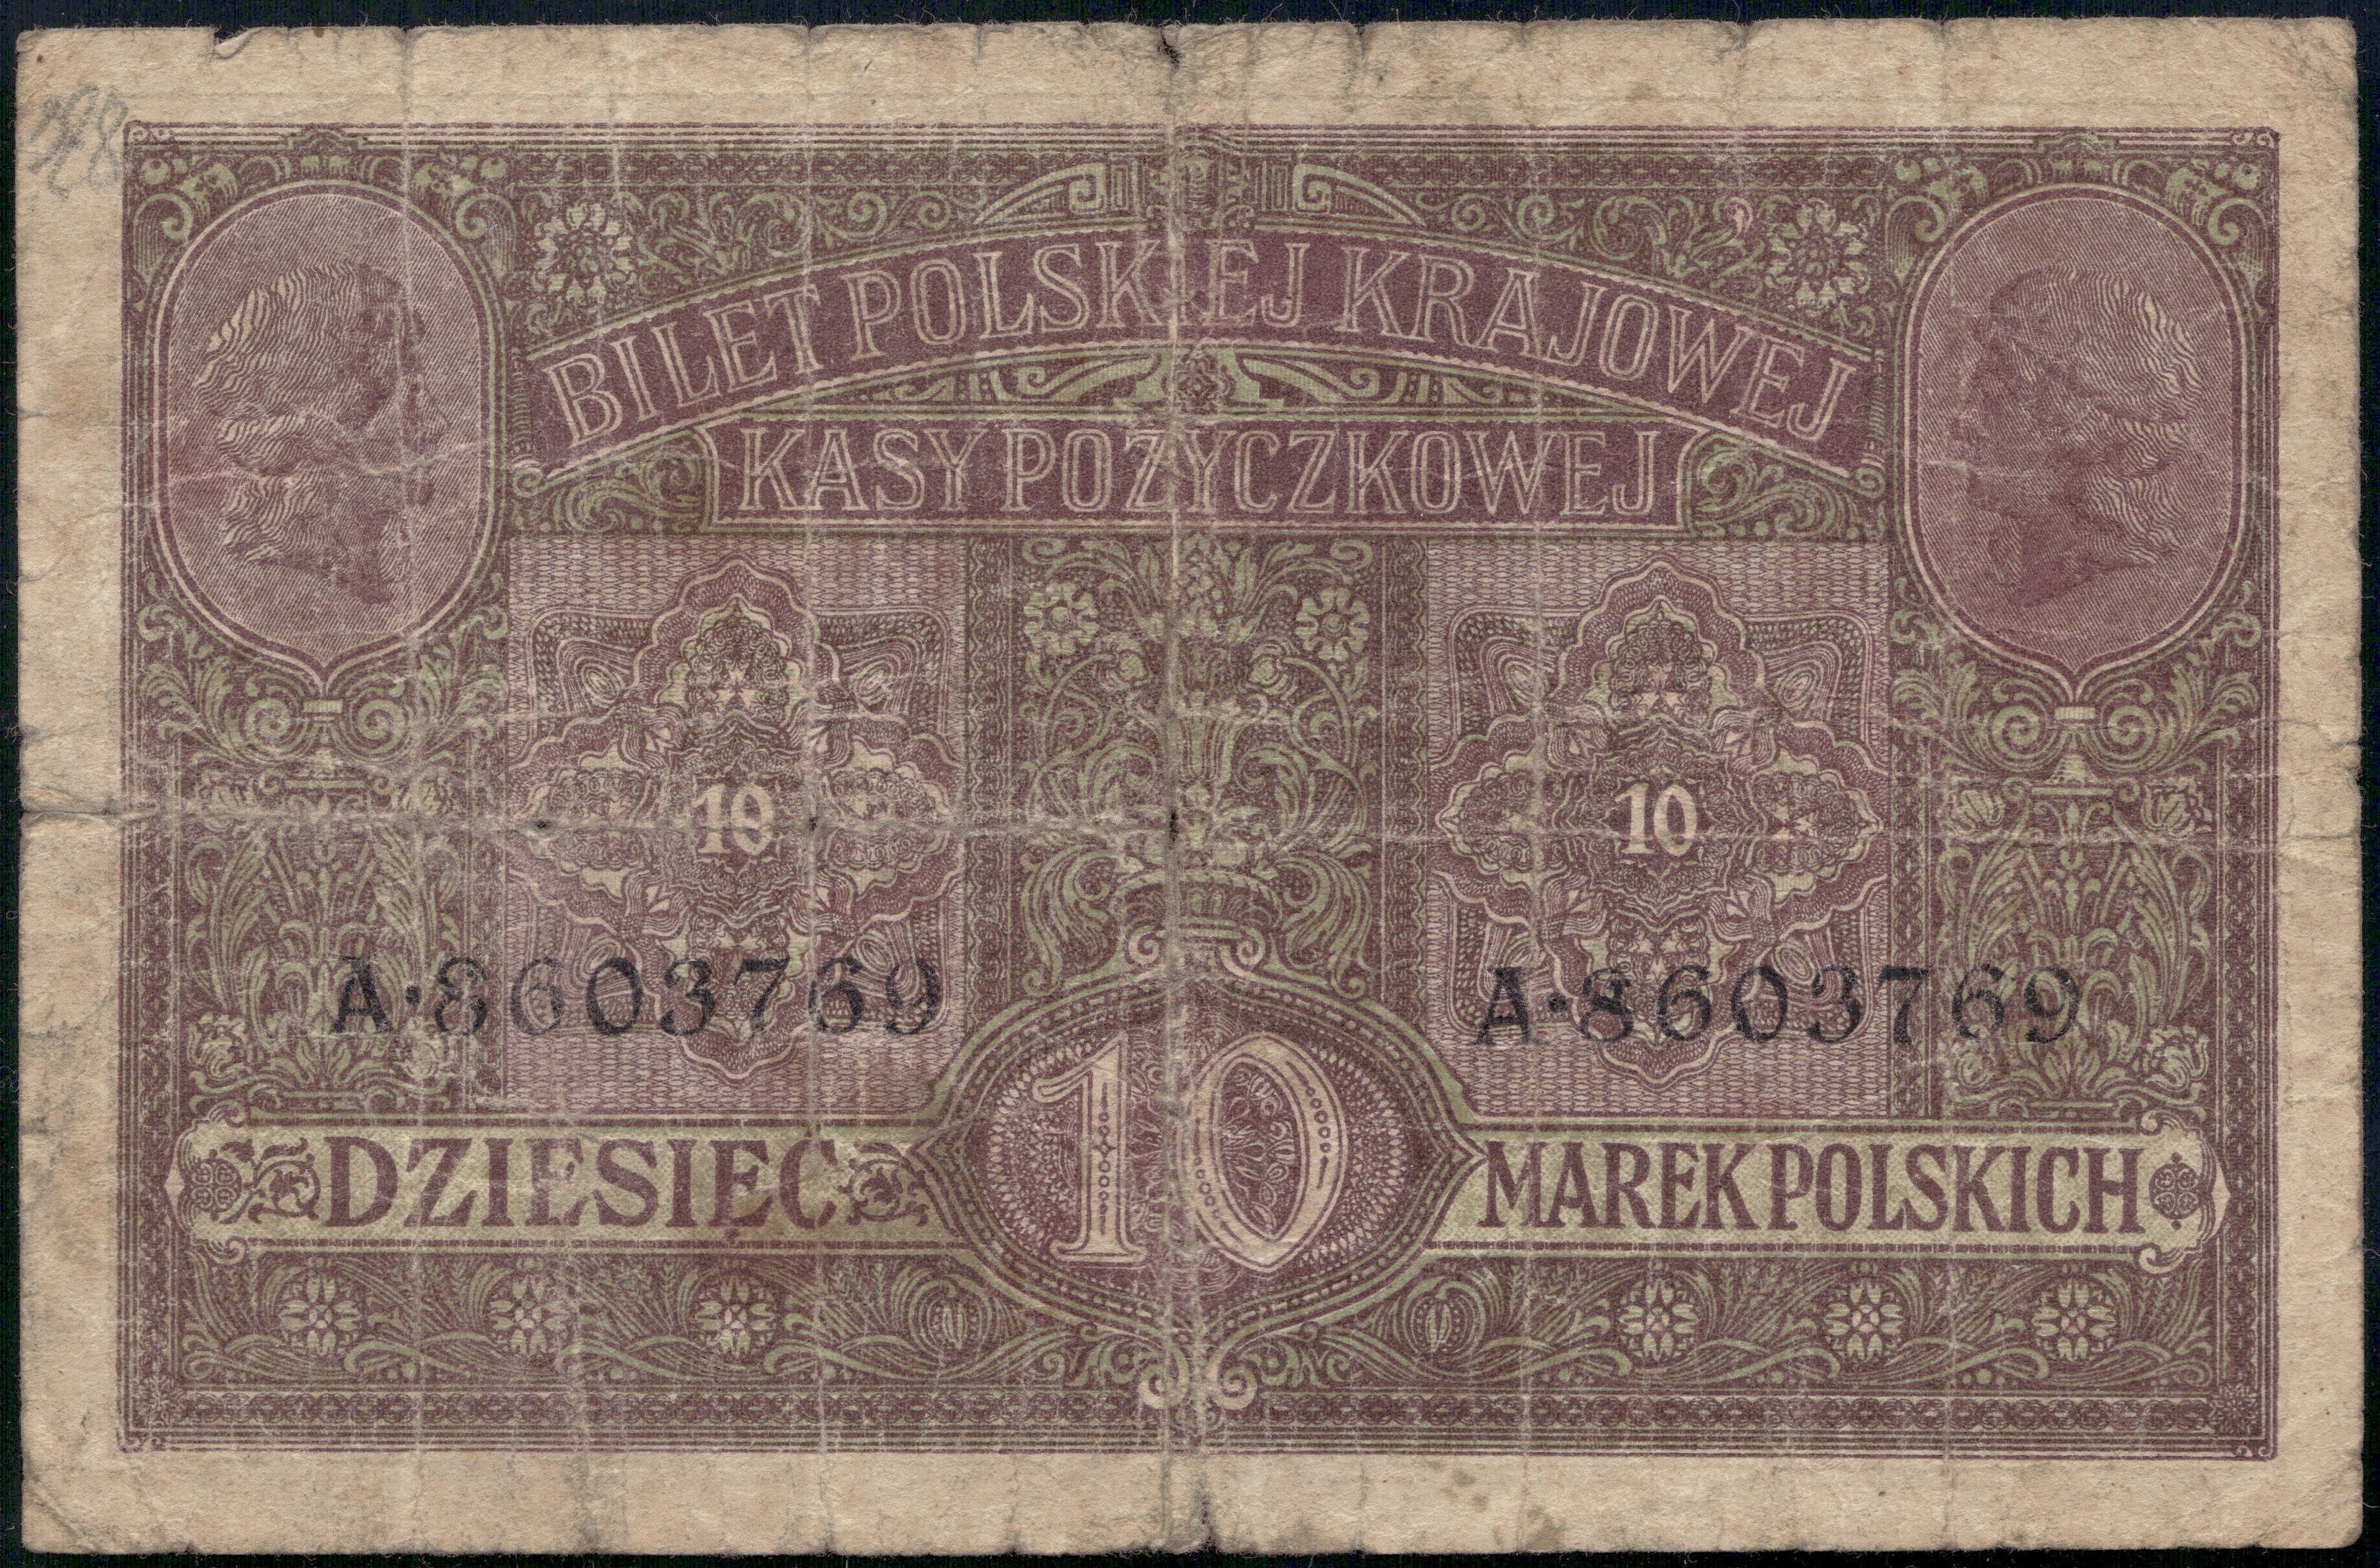 BILET POLSKIEJ KRAJOWEJ
KASY POŻYCZKOWEJ
10 10
A·8603769 A·8603769
DZIESIĘĆ 10 MAREK POLSKICH